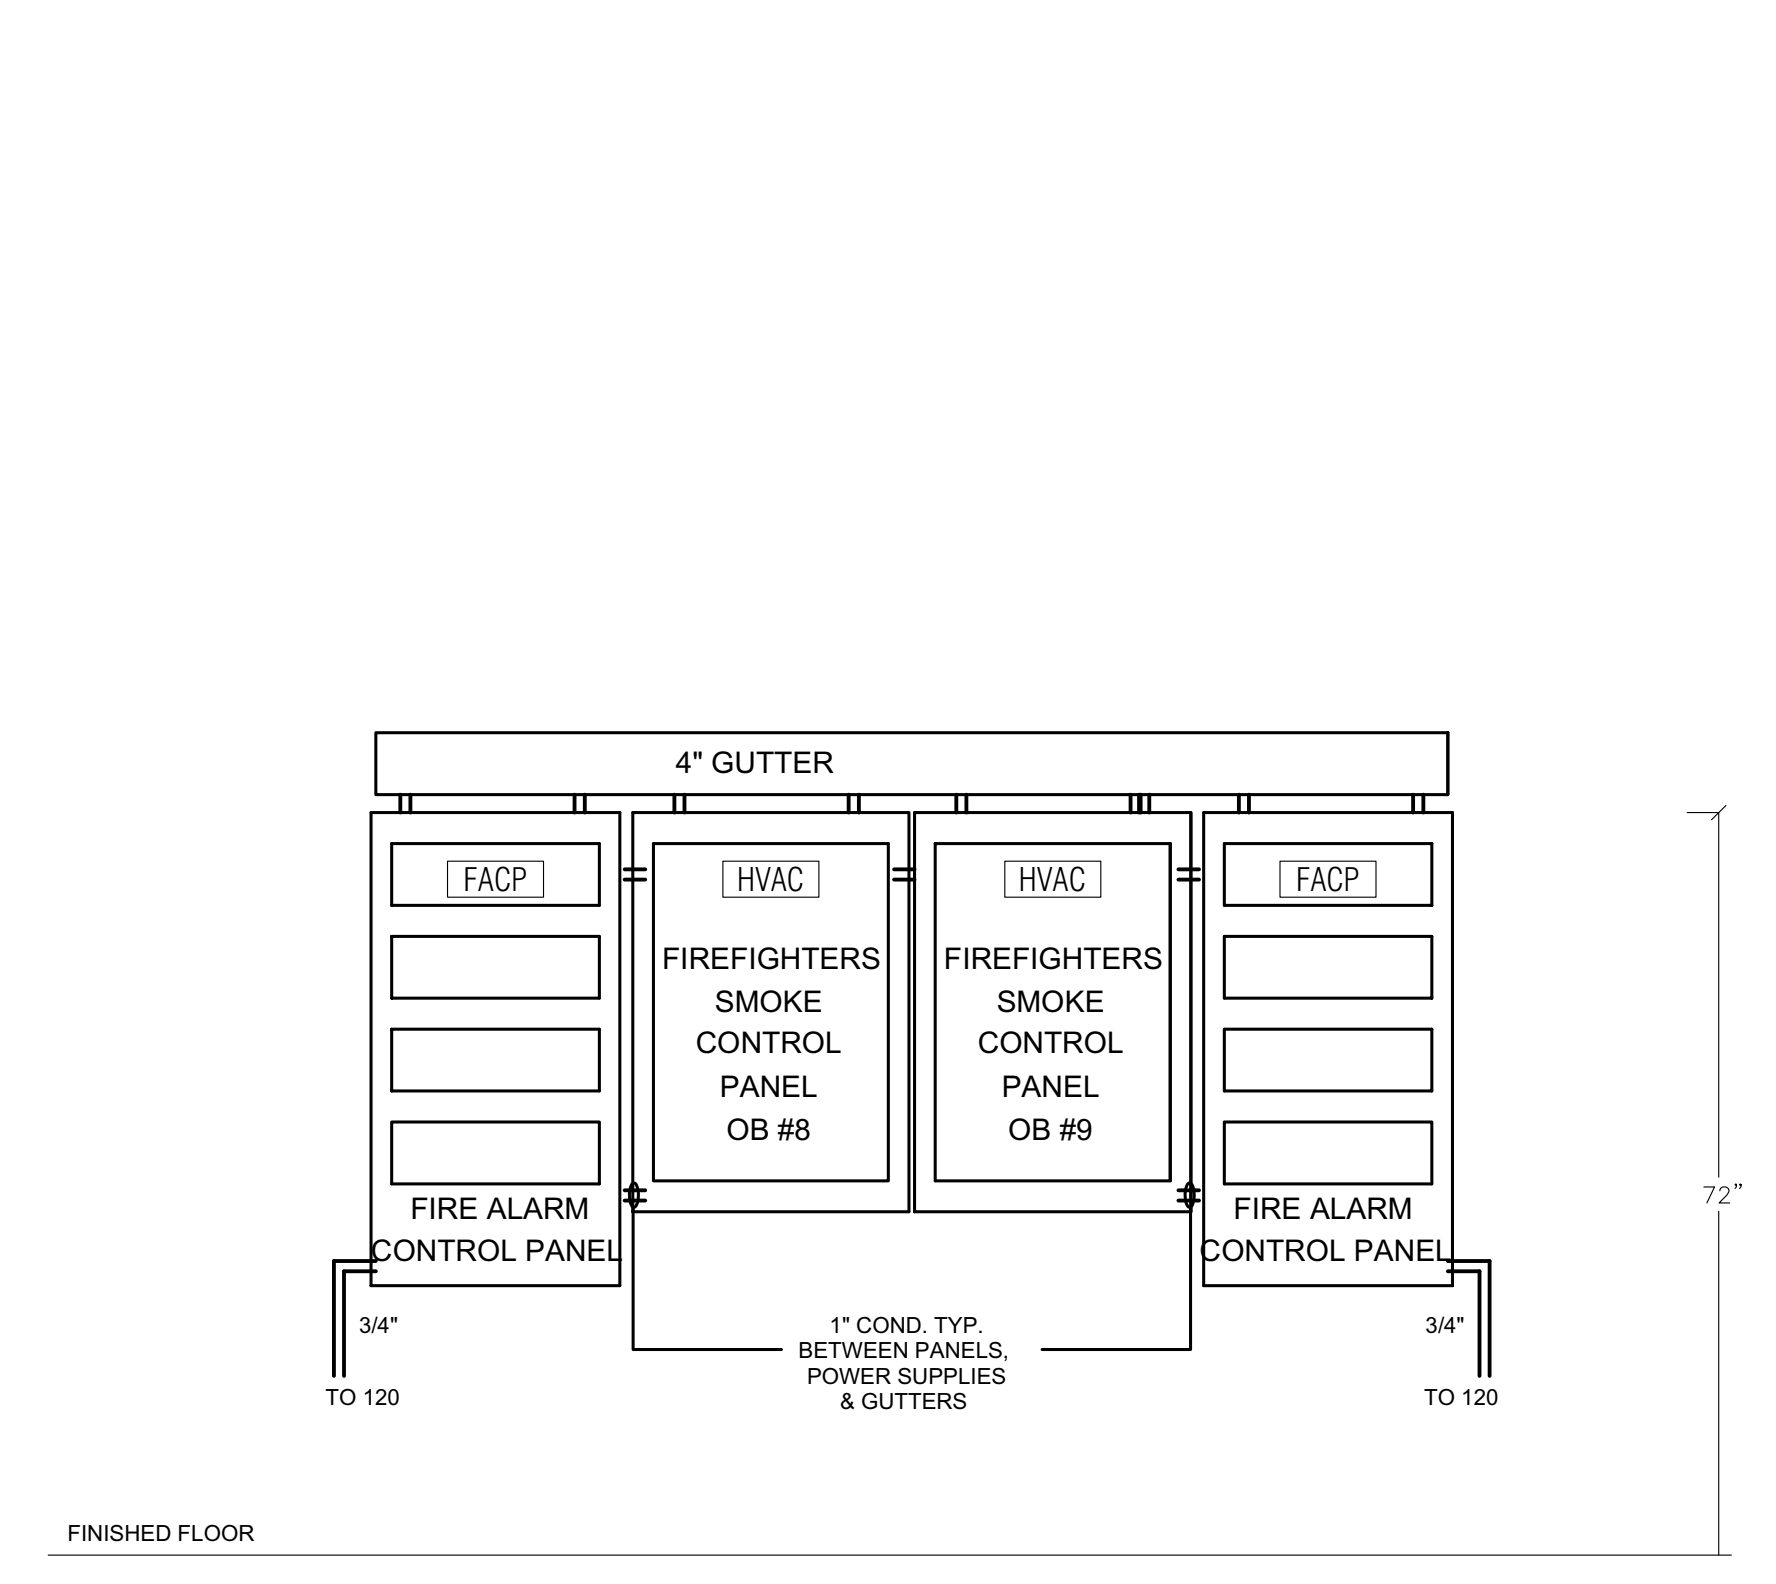 4" GUTTER
FACP
HVAC
HVAC
FACP
FIREFIGHTERS
SMOKE
CONTROL
PANEL
OB #8
FIREFIGHTERS
SMOKE
CONTROL
PANEL
OB #9
FIRE ALARM
CONTROL PANEL
FIRE ALARM
CONTROL PANEL
72”
3/4"
TO 120
1" COND. TYP.
BETWEEN PANELS,
POWER SUPPLIES
& GUTTERS
3/4"
TO 120
FINISHED FLOOR